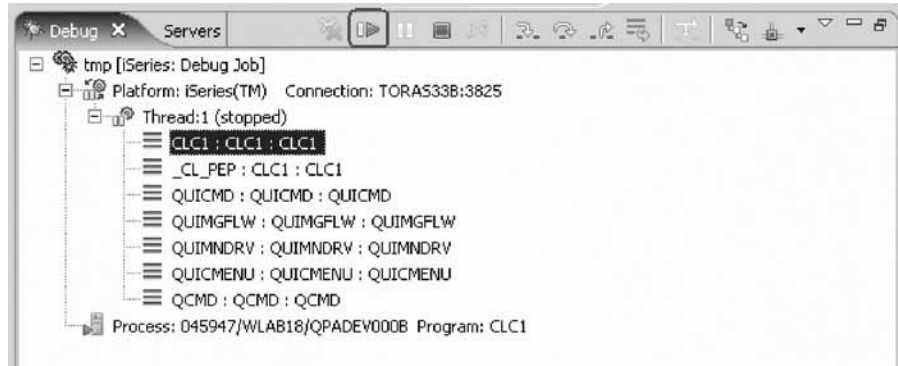 Debug Servers
tmp [iSeries: Debug Job]
Platform: iSeries(TM) Connection: TORAS33B:3825
Thread:1 (stopped)
CLC1 : CLC1 : CLC1
_CL_PEP : CLC1 : CLC1
QUICMD : QUICMD : QUICMD
QUIMGFLW : QUIMGFLW : QUIMGFLW
QUIMNDRV : QUIMNDRV : QUIMNDRV
QUICMENU : QUICMENU : QUICMENU
QCMD : QCMD : QCMD
Process: 045947/WLAB18/QPADEV000B Program: CLC1